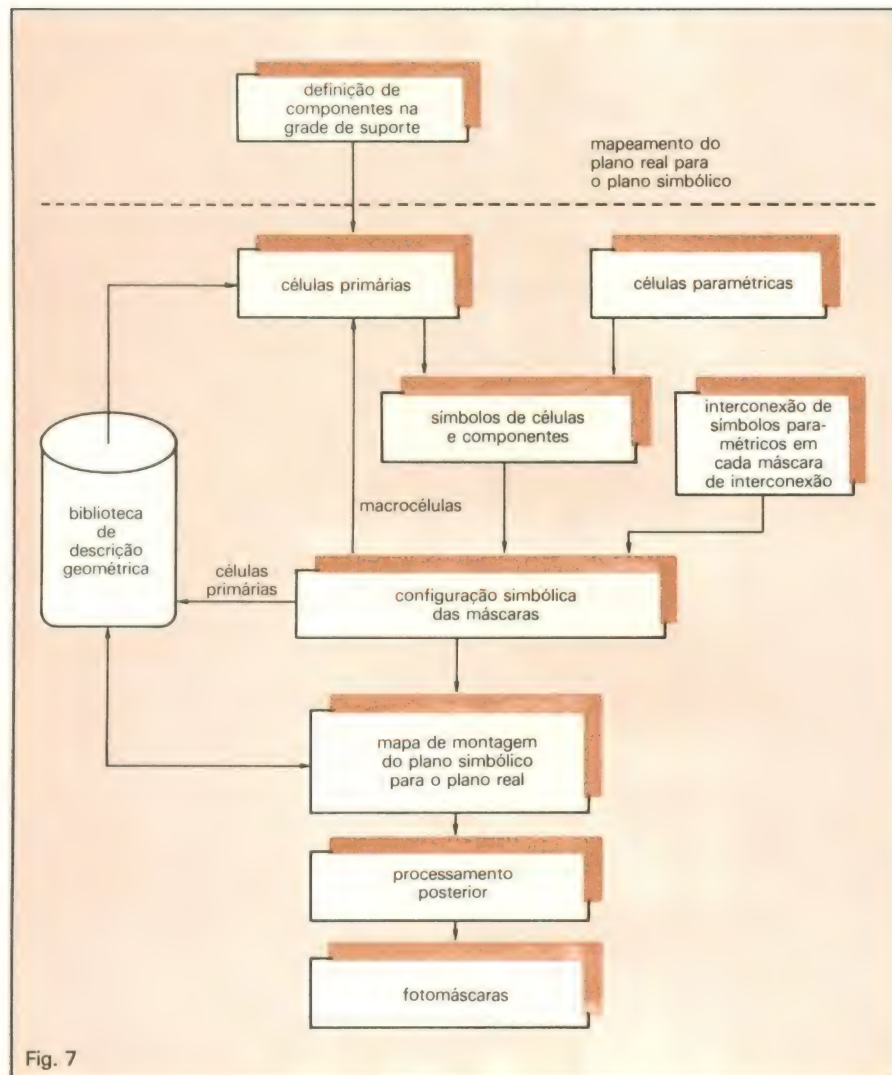 definição de
componentes na
grade de suporte
mapeamento do
plano real para
o plano simbólico
células primárias
células paramétricas
símbolos de células
e componentes
interconexão de
símbolos para-
métricos em
cada máscara
de interconexão
macrocélulas
biblioteca
de
descrição
geométrica
células
primárias
configuração simbólica
das máscaras
mapa de montagem
do plano simbólico
para o plano real
processamento
posterior
fotomáscaras
Fig. 7